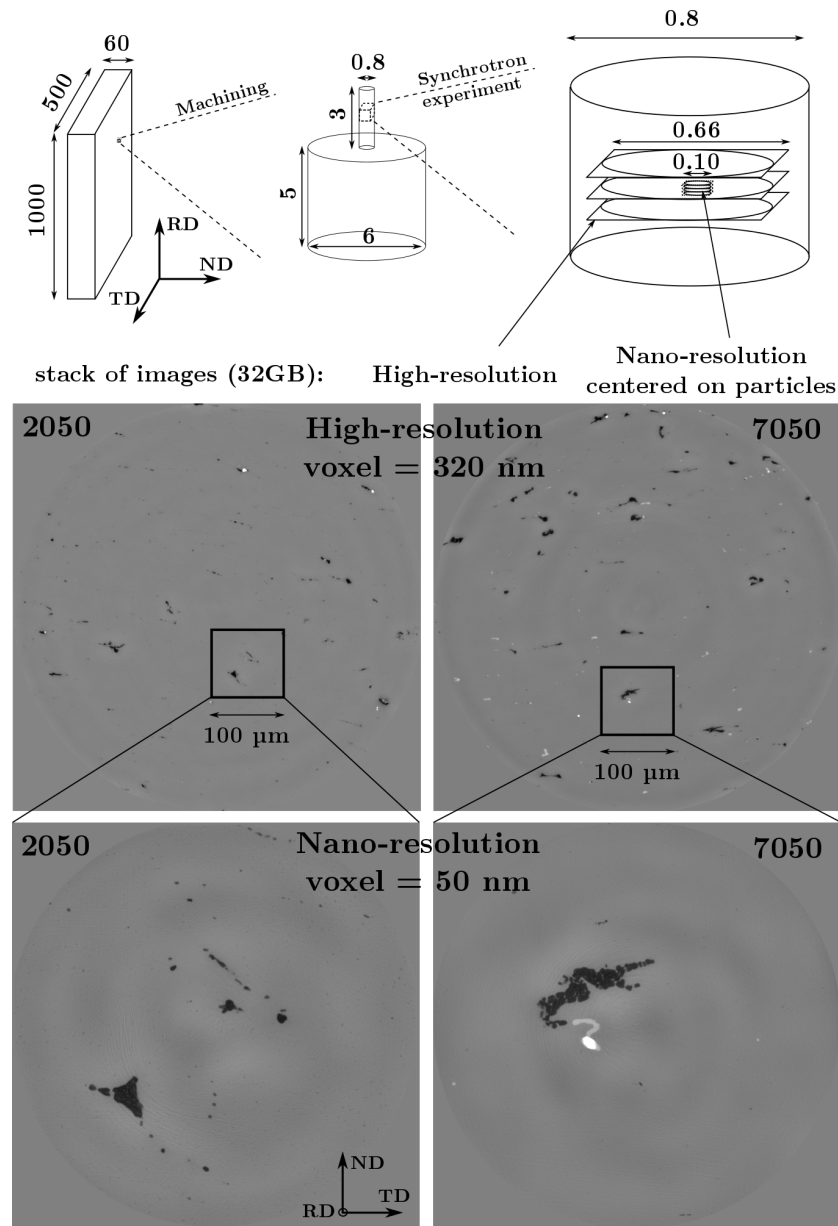 60
500
1000
Machining
RD
ND
TD
0.8
3
5
6
Synchrotron
experiment
0.8
0.66
0.10
stack of images (32GB):
High-resolution
Nano-resolution
centered on particles
2050
High-resolution
voxel = 320 nm
7050
100 µm
100 µm
2050
Nano-resolution
voxel = 50 nm
7050
ND
RD
TD